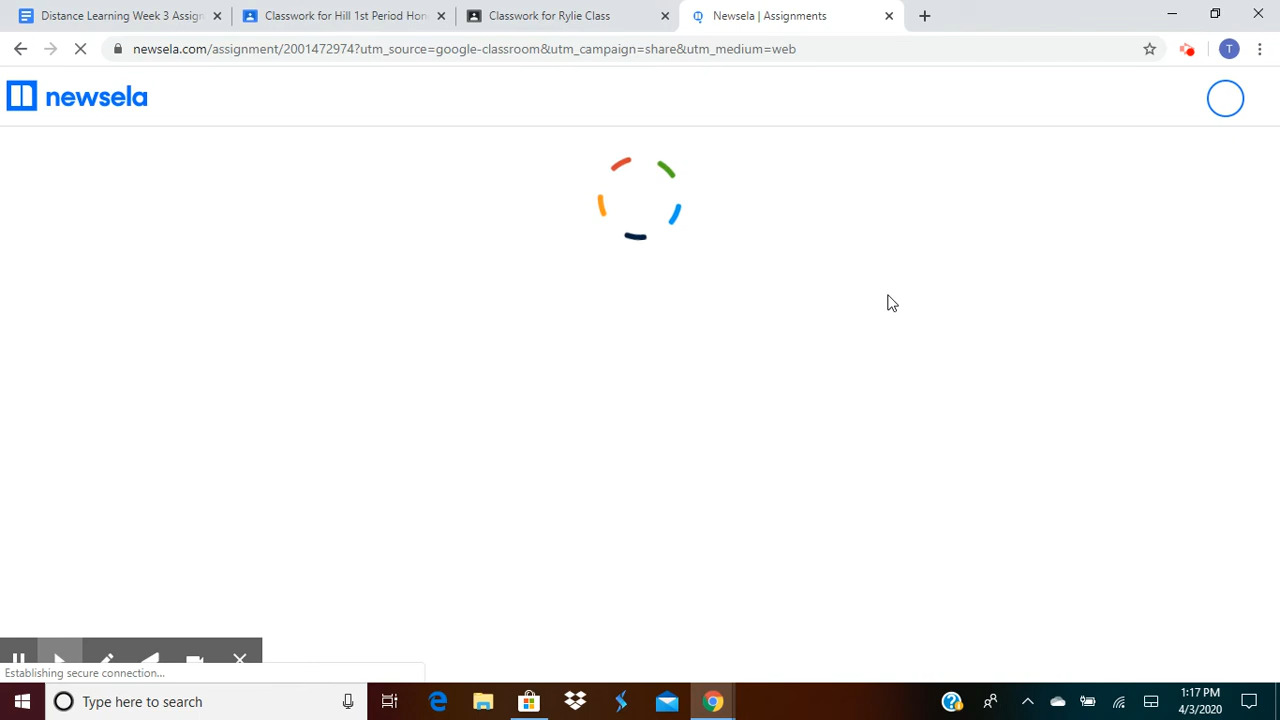 Distance Learning Week 3 Assign
Classwork for Hill 1st Period Hon
Classwork for Rylie Class
Newsela | Assignments
newsela.com/assignment/2001472974?utm_source=google-classroom&utm_campaign=share&utm_medium=web
T
newsela
Establishing secure connection...
Type here to search
1:17 PM
4/3/2020